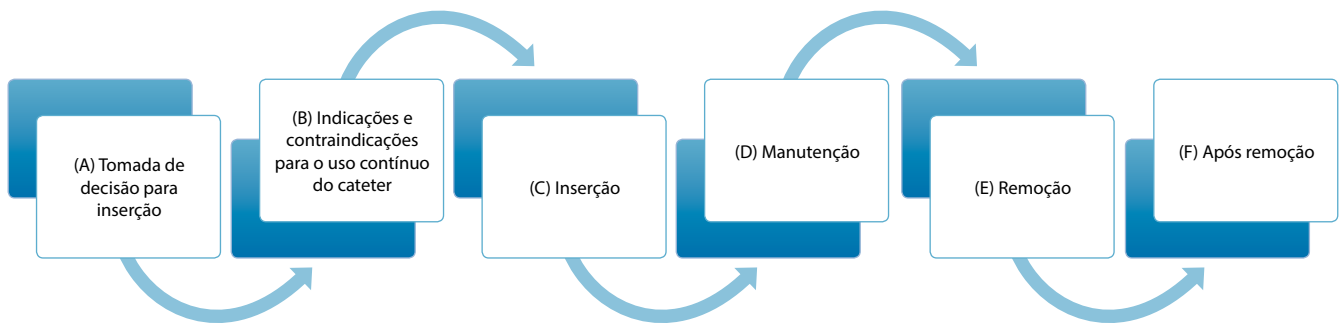 (A) Tomada de
decisão para
inserção
(B) Indicações e
contraindicações
para o uso contínuo
do cateter
(C) Inserção
(D) Manutenção
(E) Remoção
(F) Após remoção